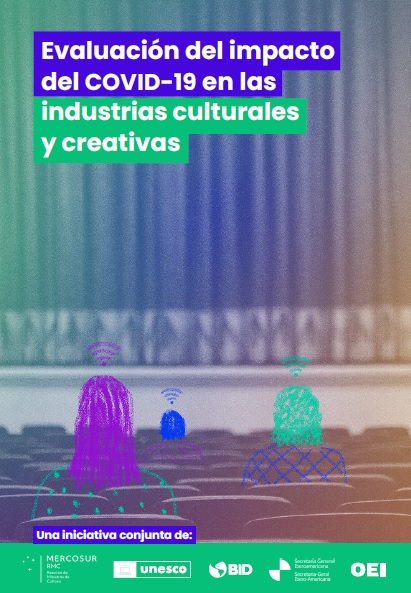 Evaluación del impacto
del COVID-19 en las
industrias culturales
y creativas
Una iniciativa conjunta de:
MERCOSUR
RMC
Reunión de
Ministros de
Cultura
unesco
BID
Secretaría General
Iberoamericana
Secretaria-Geral
Ibero-Americana
OEI